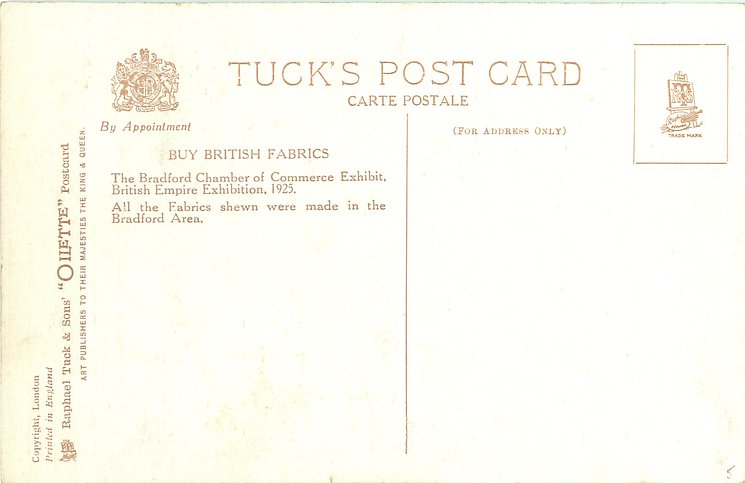 TUCK'S POST CARD
CARTE POSTALE
By Appointment
(FOR ADDRESS ONLY)
TRADE MARK
BUY BRITISH FABRICS
The Bradford Chamber of Commerce Exhibit,
British Empire Exhibition, 1925.
All the Fabrics shewn were made in the
Bradford Area.
Copyright, London
Printed in England
Raphael Tuck & Sons' "OILETTE" Postcard
ART PUBLISHERS TO THEIR MAJESTIES THE KING & QUEEN.